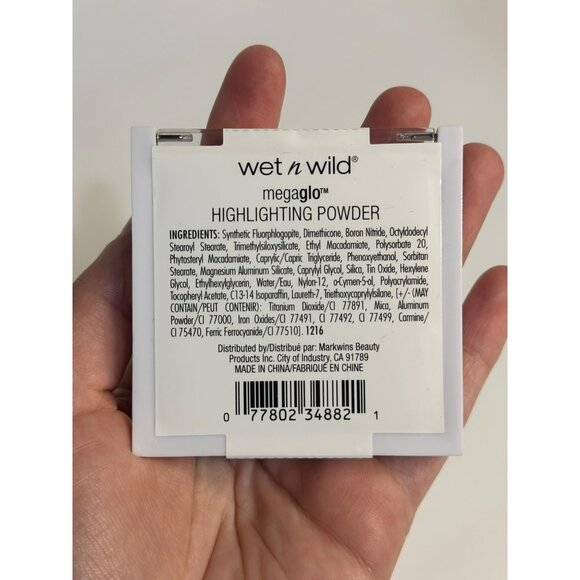 wet n wild®
megaglo™
HIGHLIGHTING POWDER
INGREDIENTS: Synthetic Fluorphlogopite, Dimethicone, Boron Nitride, Octyldodecyl
Stearoyl Stearate, Trimethylsiloxysilicate, Ethyl Macadamiate, Polysorbate 20,
Phytosteryl Macadamiate, Caprylic/Capric Triglyceride, Phenoxyethanol, Sorbitan
Stearate, Magnesium Aluminum Silicate, Caprylyl Glycol, Silica, Tin Oxide, Hexylene
Glycol, Ethylhexylglycerin, Water/Eau, Nylon-12, o-Cymen-5-ol, Polyacrylamide,
Tocopheryl Acetate, C13-14 Isoparaffin, Laureth-7, Triethoxycaprylylsilane, [+/- (MAY
CONTAIN/PEUT CONTENIR): Titanium Dioxide/CI 77891, Mica, Aluminum
Powder/CI 77000, Iron Oxides/CI 77491, CI 77492, CI 77499, Carmine/
CI 75470, Ferric Ferrocyanide/CI 77510]. 1216
Distributed by/Distribué par: Markwins Beauty
Products Inc. City of Industry, CA 91789
MADE IN CHINA/FABRIQUÉ EN CHINE
0 77802 34882 1